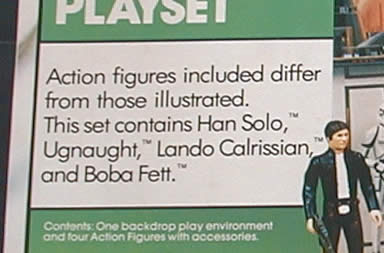 PLAYSET
Action figures included differ
from those illustrated.
This set contains Han Solo,™
Ugnaught,™ Lando Calrissian,™
and Boba Fett.™
Contents: One backdrop play environment
and four Action Figures with accessories.